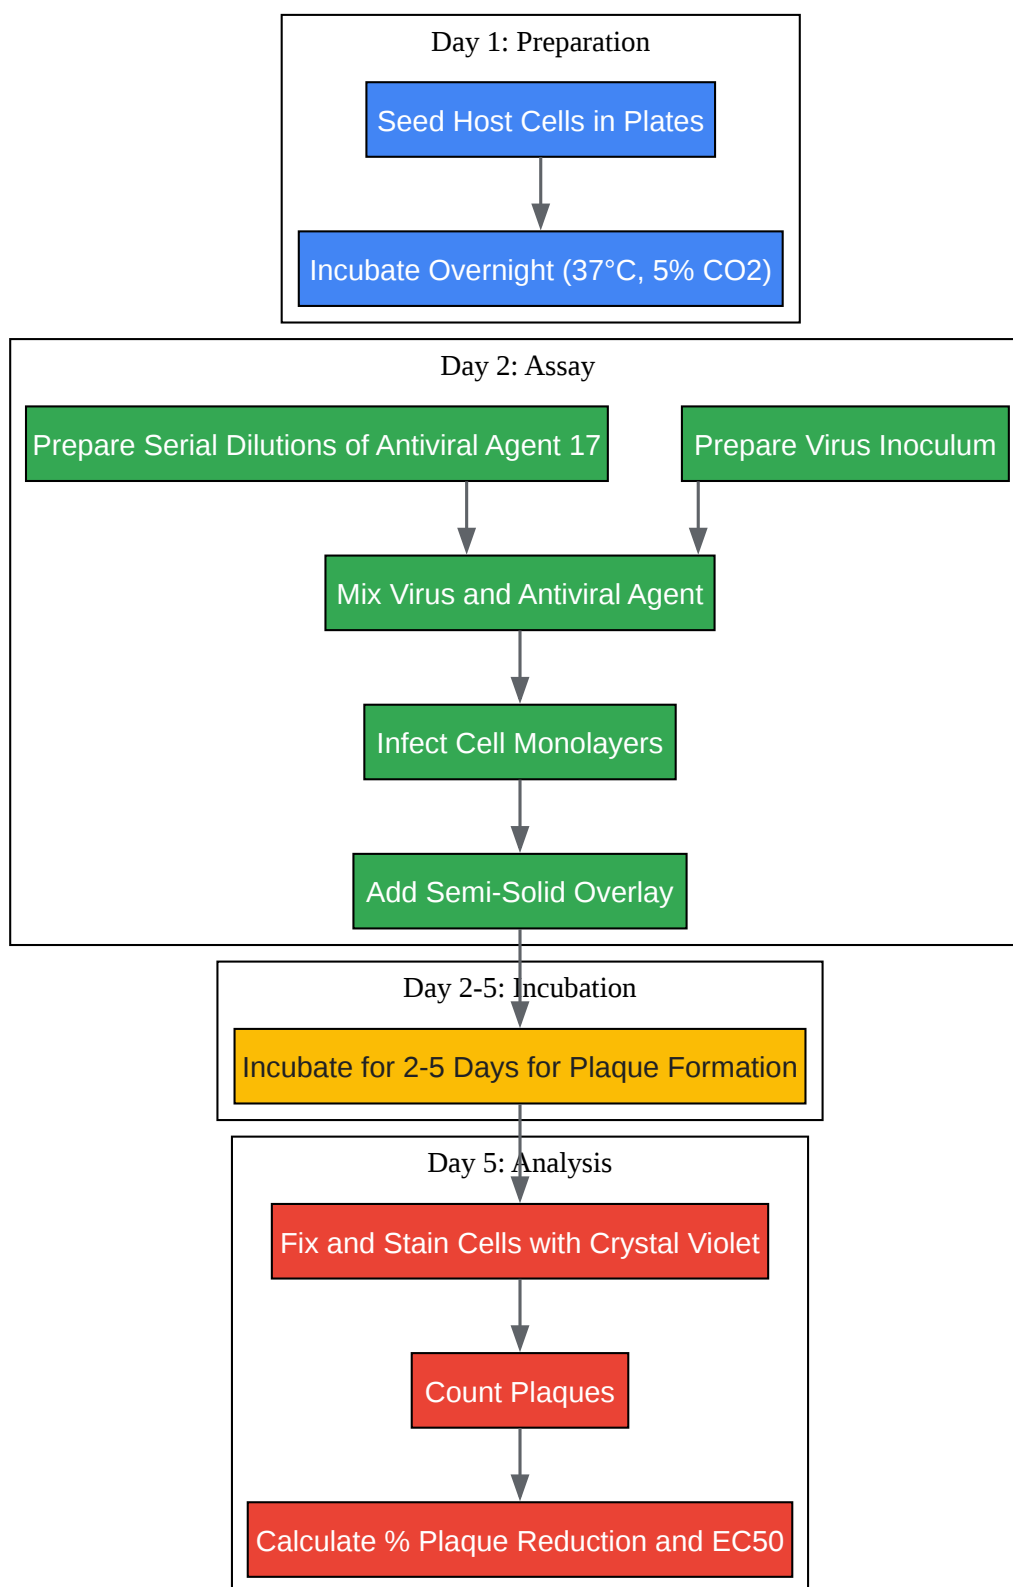 Day 1: Preparation
Seed Host Cells in Plates
Incubate Overnight (37°C, 5% CO2)
Day 2: Assay
Prepare Serial Dilutions of Antiviral Agent 17
Prepare Virus Inoculum
Mix Virus and Antiviral Agent
Infect Cell Monolayers
Add Semi-Solid Overlay
Day 2-5: Incubation
Incubate for 2-5 Days for Plaque Formation
Day 5: Analysis
Fix and Stain Cells with Crystal Violet
Count Plaques
Calculate % Plaque Reduction and EC50